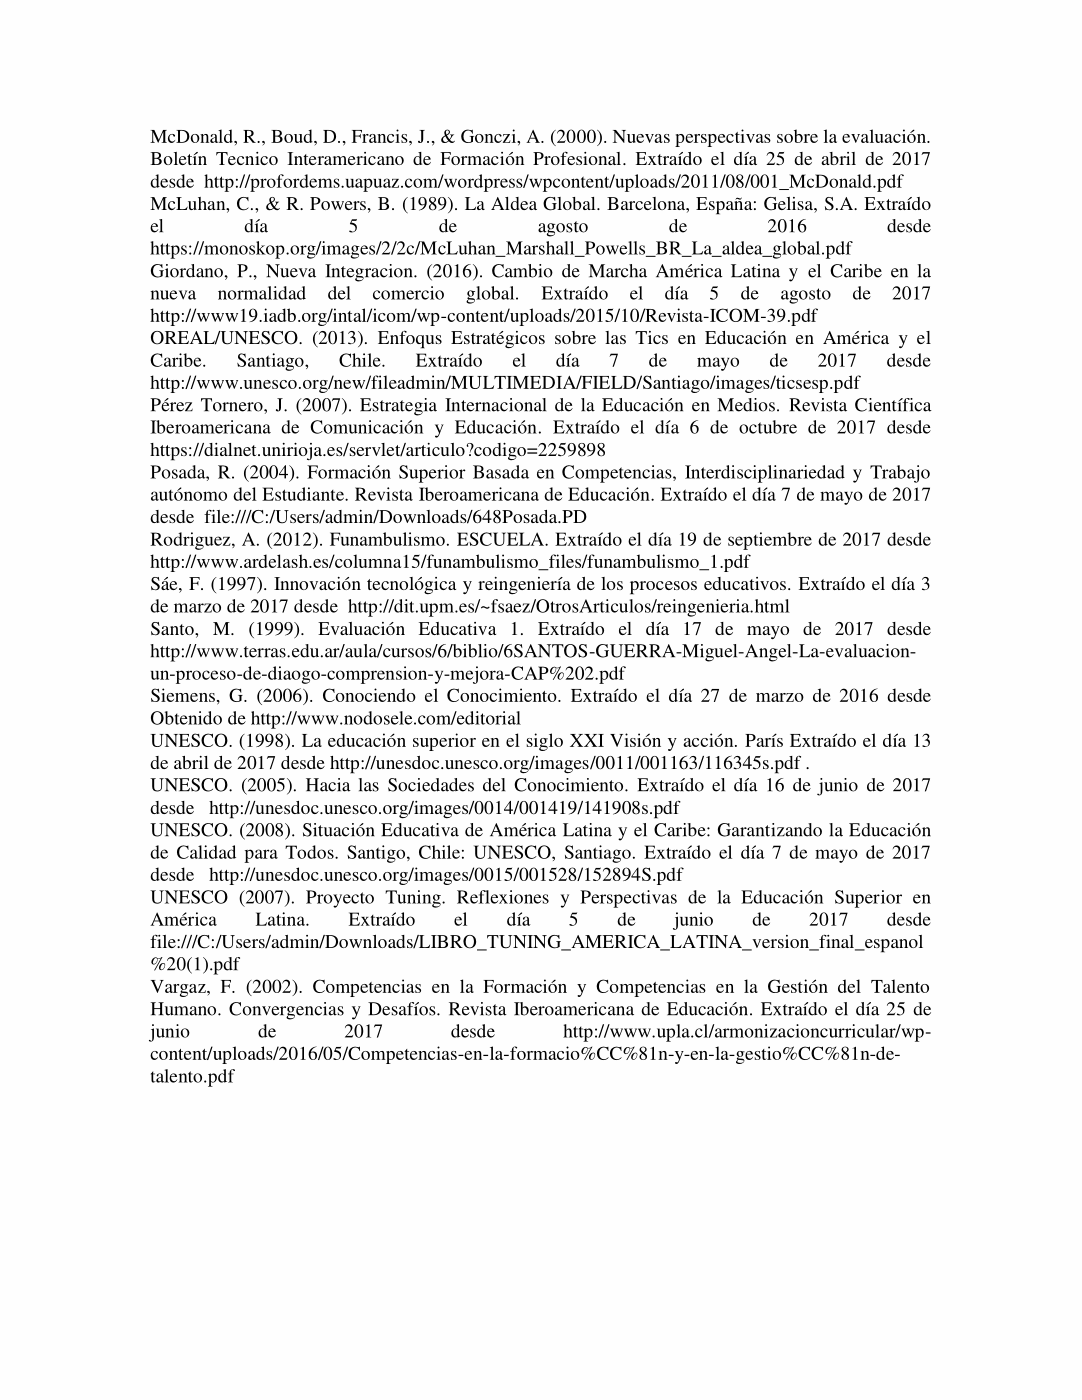 McDonald, R., Boud, D., Francis, J., & Gonczi, A. (2000). Nuevas perspectivas sobre la evaluación.
Boletín Tecnico Interamericano de Formación Profesional. Extraído el día 25 de abril de 2017
desde http://profordems.uapuaz.com/wordpress/wpcontent/uploads/2011/08/001_McDonald.pdf
McLuhan, C., & R. Powers, B. (1989). La Aldea Global. Barcelona, España: Gelisa, S.A. Extraído
el día 5 de agosto de 2016 desde
https://monoskop.org/images/2/2c/McLuhan_Marshall_Powells_BR_La_aldea_global.pdf
Giordano, P., Nueva Integracion. (2016). Cambio de Marcha América Latina y el Caribe en la
nueva normalidad del comercio global. Extraído el día 5 de agosto de 2017
http://www19.iadb.org/intal/icom/wp-content/uploads/2015/10/Revista-ICOM-39.pdf
OREAL/UNESCO. (2013). Enfoqus Estratégicos sobre las Tics en Educación en América y el
Caribe. Santiago, Chile. Extraído el día 7 de mayo de 2017 desde
http://www.unesco.org/new/fileadmin/MULTIMEDIA/FIELD/Santiago/images/ticsesp.pdf
Pérez Tornero, J. (2007). Estrategia Internacional de la Educación en Medios. Revista Científica
Iberoamericana de Comunicación y Educación. Extraído el día 6 de octubre de 2017 desde
https://dialnet.unirioja.es/servlet/articulo?codigo=2259898
Posada, R. (2004). Formación Superior Basada en Competencias, Interdisciplinariedad y Trabajo
autónomo del Estudiante. Revista Iberoamericana de Educación. Extraído el día 7 de mayo de 2017
desde file:///C:/Users/admin/Downloads/648Posada.PD
Rodriguez, A. (2012). Funambulismo. ESCUELA. Extraído el día 19 de septiembre de 2017 desde
http://www.ardelash.es/columna15/funambulismo_files/funambulismo_1.pdf
Sáe, F. (1997). Innovación tecnológica y reingeniería de los procesos educativos. Extraído el día 3
de marzo de 2017 desde http://dit.upm.es/~fsaez/OtrosArticulos/reingenieria.html
Santo, M. (1999). Evaluación Educativa 1. Extraído el día 17 de mayo de 2017 desde
http://www.terras.edu.ar/aula/cursos/6/biblio/6SANTOS-GUERRA-Miguel-Angel-La-evaluacion-
un-proceso-de-diaogo-comprension-y-mejora-CAP%202.pdf
Siemens, G. (2006). Conociendo el Conocimiento. Extraído el día 27 de marzo de 2016 desde
Obtenido de http://www.nodosele.com/editorial
UNESCO. (1998). La educación superior en el siglo XXI Visión y acción. París Extraído el día 13
de abril de 2017 desde http://unesdoc.unesco.org/images/0011/001163/116345s.pdf .
UNESCO. (2005). Hacia las Sociedades del Conocimiento. Extraído el día 16 de junio de 2017
desde http://unesdoc.unesco.org/images/0014/001419/141908s.pdf
UNESCO. (2008). Situación Educativa de América Latina y el Caribe: Garantizando la Educación
de Calidad para Todos. Santigo, Chile: UNESCO, Santiago. Extraído el día 7 de mayo de 2017
desde http://unesdoc.unesco.org/images/0015/001528/152894S.pdf
UNESCO (2007). Proyecto Tuning. Reflexiones y Perspectivas de la Educación Superior en
América Latina. Extraído el día 5 de junio de 2017 desde
file:///C:/Users/admin/Downloads/LIBRO_TUNING_AMERICA_LATINA_version_final_espanol
%20(1).pdf
Vargaz, F. (2002). Competencias en la Formación y Competencias en la Gestión del Talento
Humano. Convergencias y Desafíos. Revista Iberoamericana de Educación. Extraído el día 25 de
junio de 2017 desde http://www.upla.cl/armonizacioncurricular/wp-
content/uploads/2016/05/Competencias-en-la-formacio%CC%81n-y-en-la-gestio%CC%81n-de-
talento.pdf